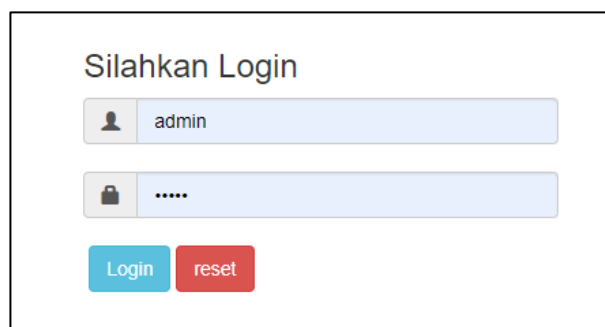 Silahkan Login
admin
•••••
Login reset